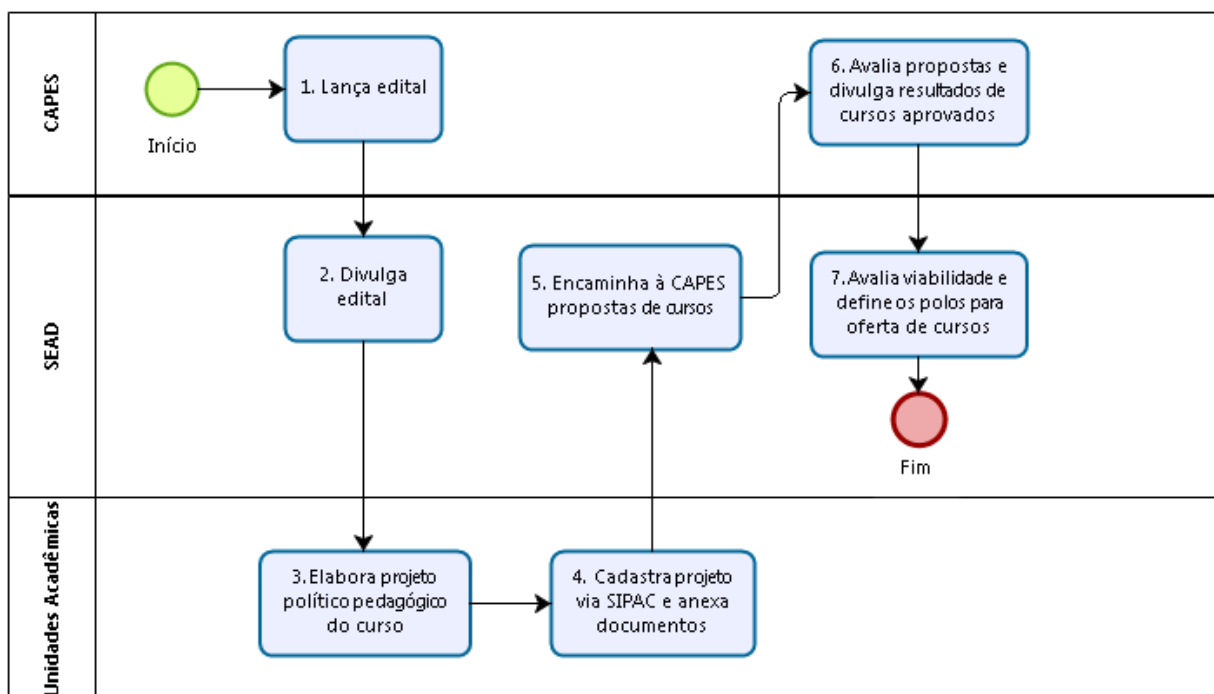 CAPES
Início
1. Lança edital
6. Avalia propostas e
divulga resultados de
cursos aprovados
SEAD
2. Divulga
edital
5. Encaminha à CAPES
propostas de cursos
7. Avalia viabilidade e
define os polos para
oferta de cursos
Fim
Unidades Acadêmicas
3. Elabora projeto
político pedagógico
do curso
4. Cadastra projeto
via SIPAC e anexa
documentos